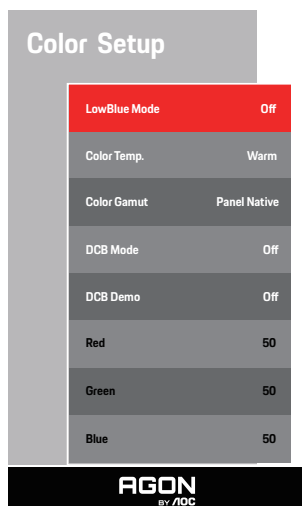 Color Setup
LowBlue Mode Off
Color Temp. Warm
Color Gamut Panel Native
DCB Mode Off
DCB Demo Off
Red 50
Green 50
Blue 50
AGON
BY AOC